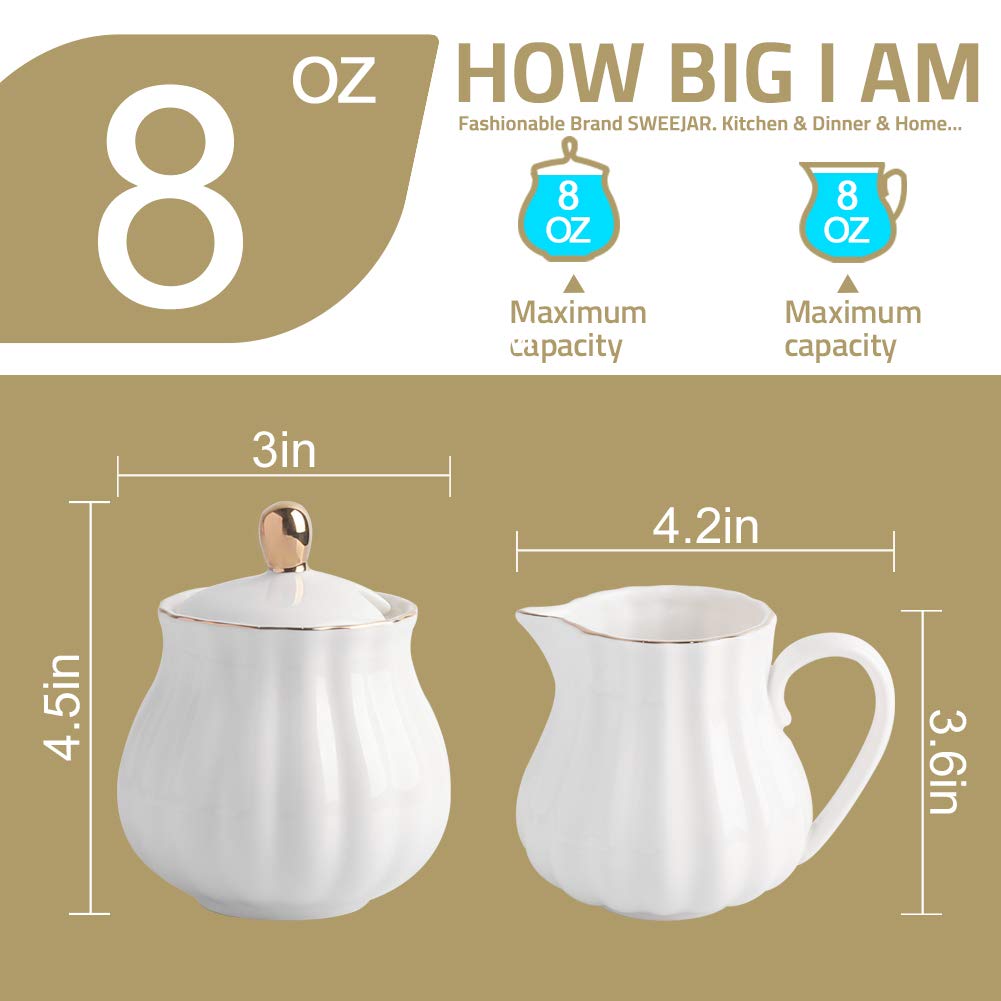 8 OZ
HOW BIG I AM
Fashionable Brand SWEEJAR. Kitchen & Dinner & Home...
8
OZ
8
OZ
Maximum
capacity
Maximum
capacity
3in
4.2in
4.5in
3.6in